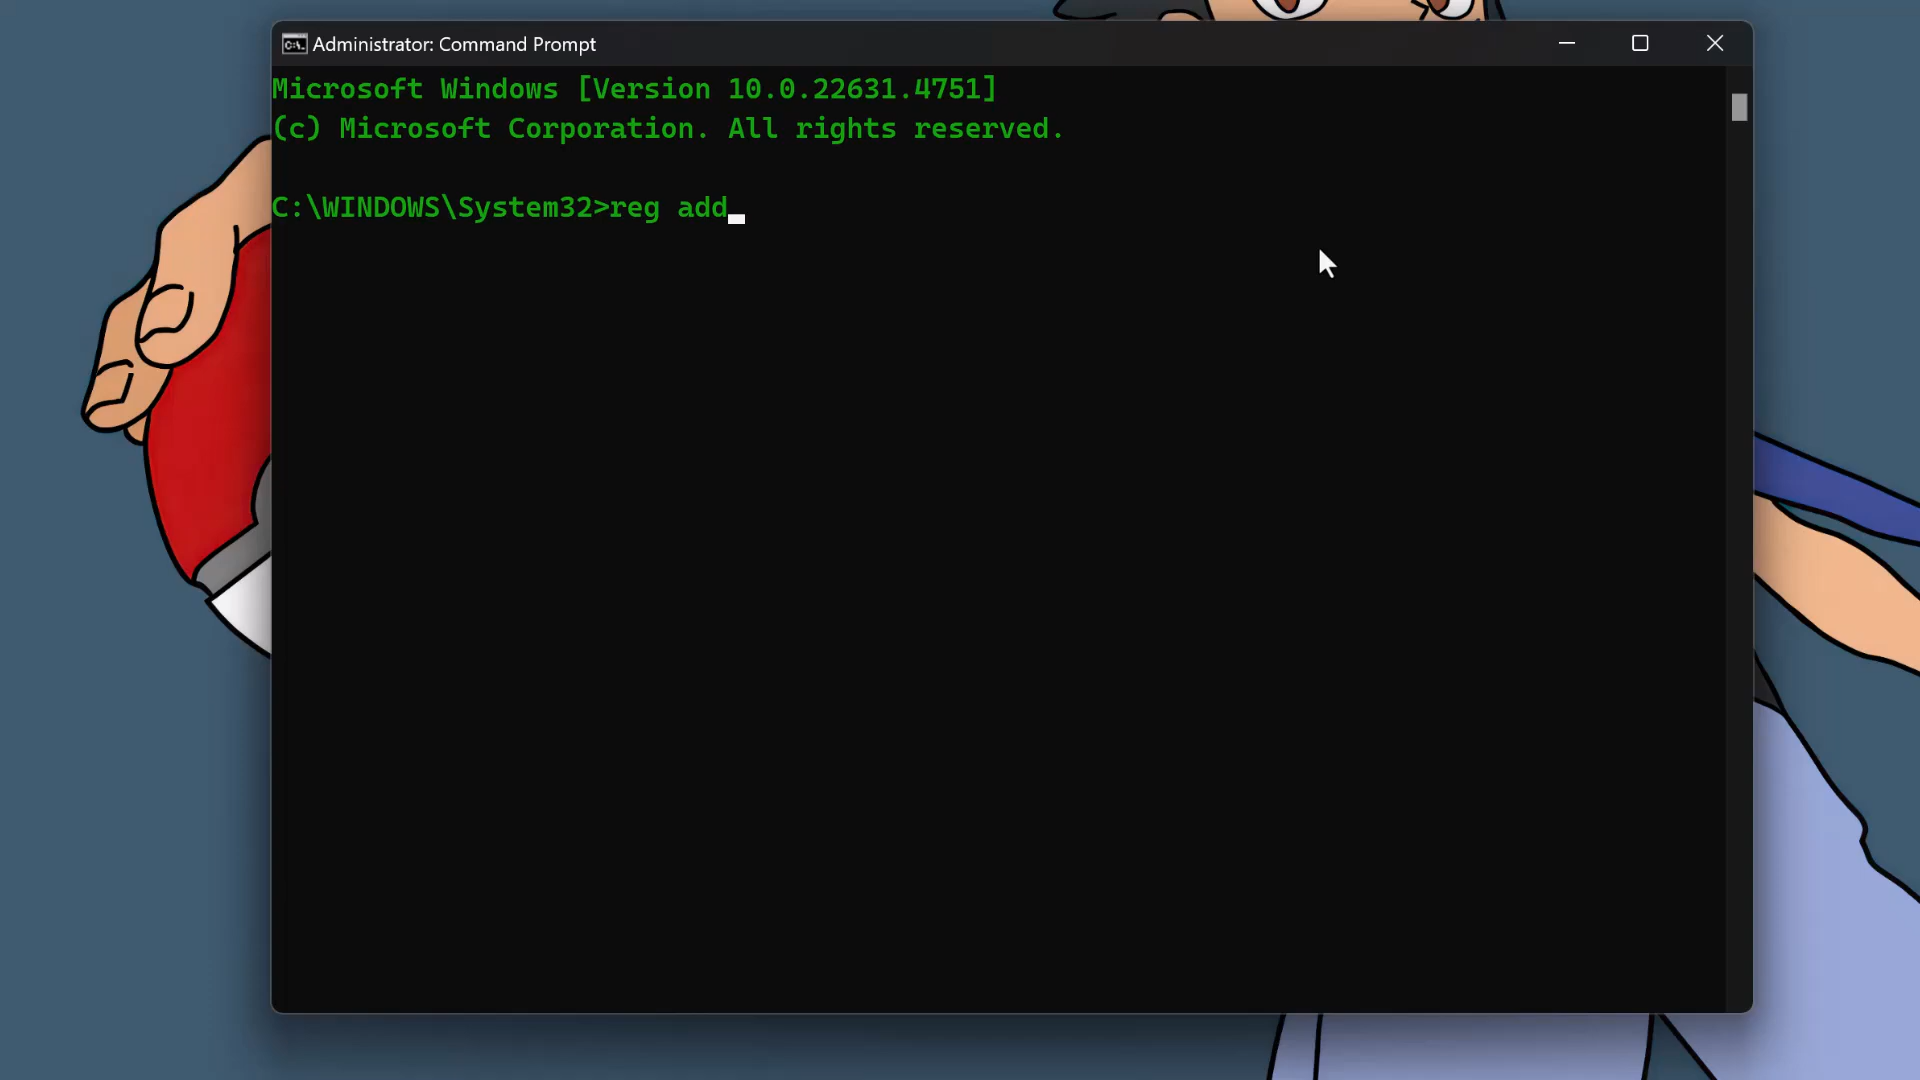 Administrator: Command Prompt
Microsoft Windows [Version 10.0.22631.4751]
(c) Microsoft Corporation. All rights reserved.
C:\WINDOWS\System32>reg add